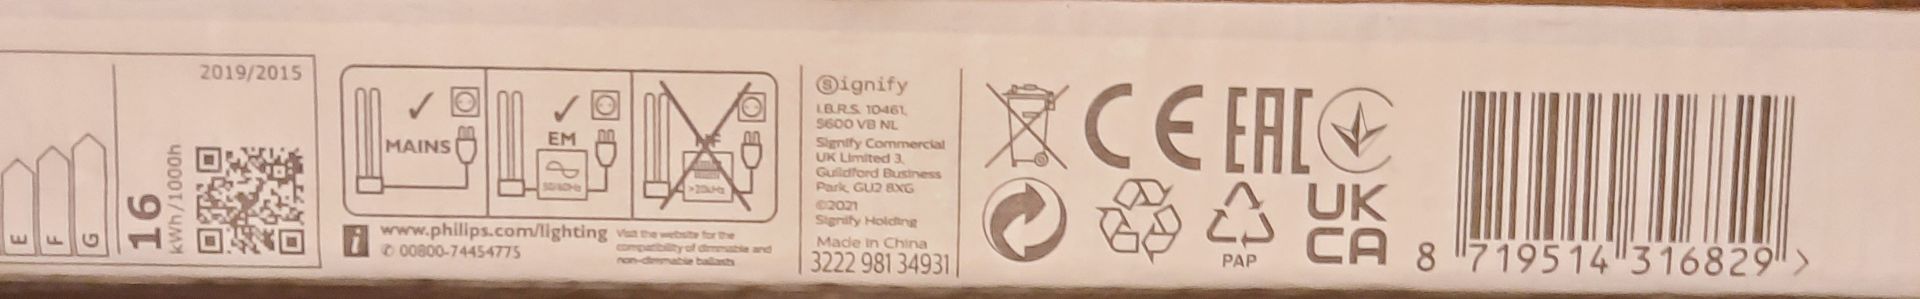 E
F
G
16
kWh/1000h
2019/2015
MAINS
EM
50/60Hz
HF
>20kHz
www.philips.com/lighting
✆ 00800-74454775
Visit the website for the
compatibility of dimmable and
non-dimmable ballasts
Signify
I.B.R.S. 10461,
5600 VB NL
Signify Commercial
UK Limited 3,
Guildford Business
Park, GU2 8XG
©2021
Signify Holding
Made in China
3222 981 34931
CE EAC
PAP
UK
CA
8 719514 316829 >